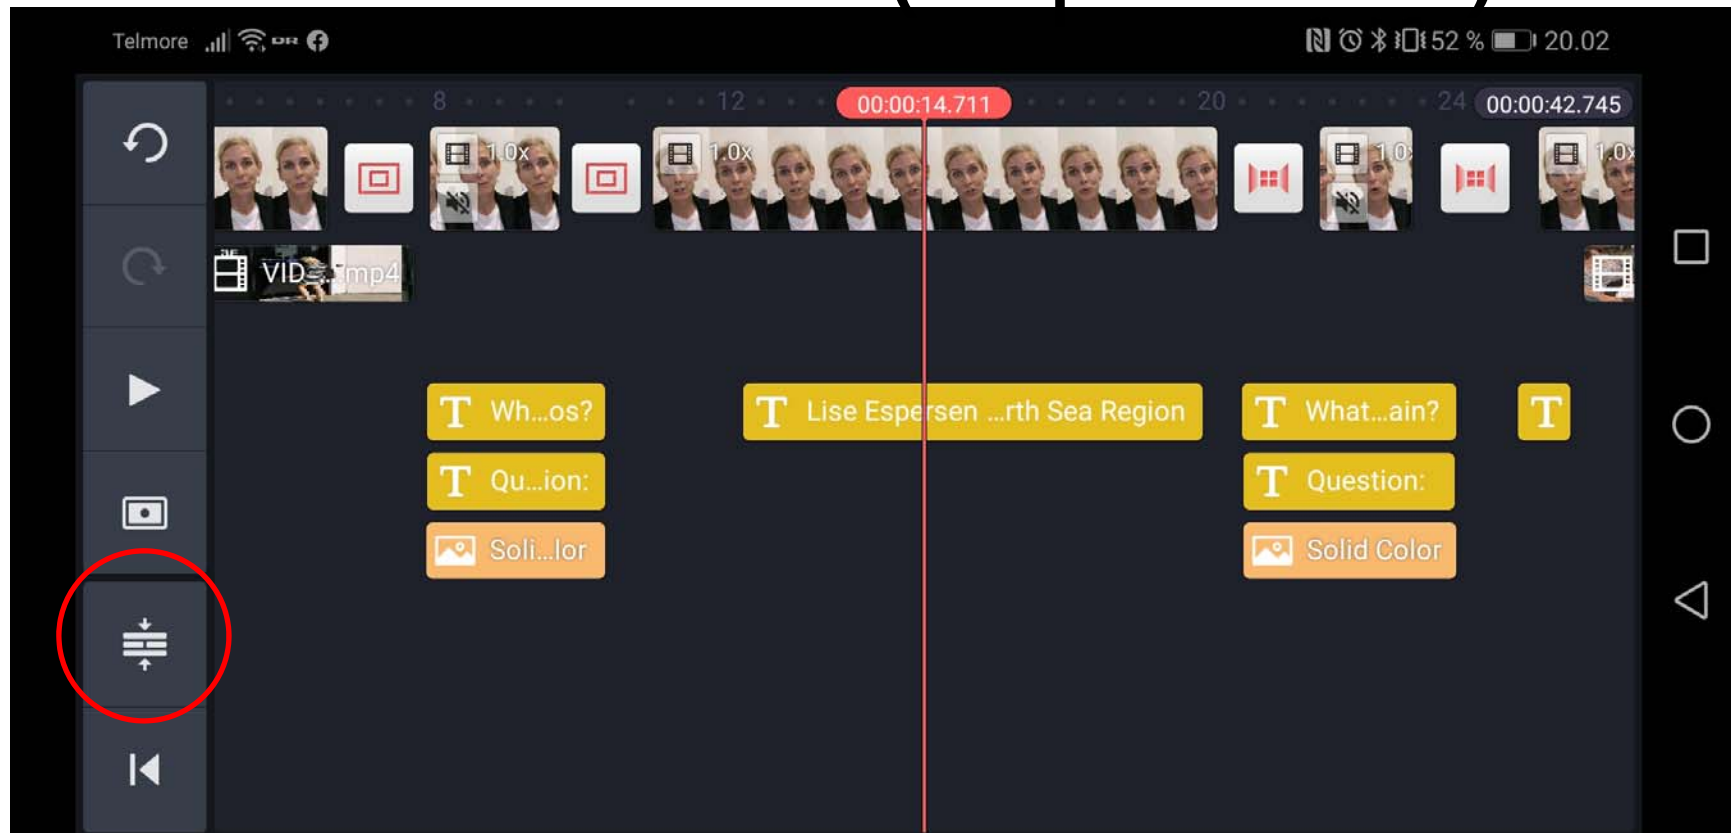 Telmore DR 52 % 20.02
8 12 00:00:14.711 20 24 00:00:42.745
1.0x 1.0x 1.0 1.0x
VID....mp4
T Wh...os? T Lise Espersen ...rth Sea Region T What...ain? T
T Qu...ion: T Question:
Soli...lor Solid Color